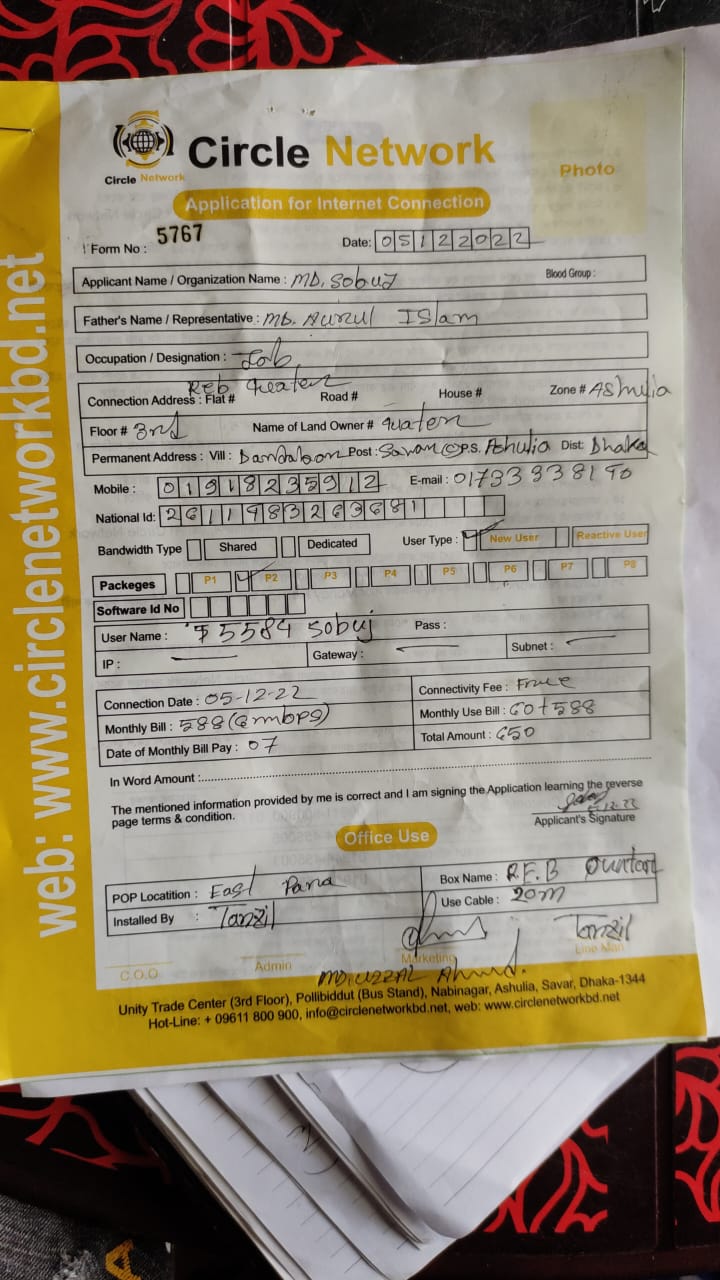 Circle Network
Circle Network
Photo
Application for Internet Connection
Form No : 5767
Date: 05122022
Applicant Name / Organization Name : MD. Sobuj Blood Group :
Father's Name / Representative : MD. Islam
Occupation / Designation : Job
Connection Address : Flat # Reb Road # House # Zone # Ashulia
Floor # 3rd Name of Land Owner #
Permanent Address : Vill : Post : P.S. Ashulia Dist: Dhaka
Mobile : 01918235912 E-mail :
National Id:
Bandwidth Type Shared Dedicated User Type : New User Reactive User
Packeges P1 P2 P3 P4 P5 P6 P7 P8
Software Id No
User Name : 5584 Sobuj Pass :
IP : — Gateway : — Subnet : —
Connection Date : 05-12-22 Connectivity Fee : Free
Monthly Bill : 588 Monthly Use Bill : 60+588
Date of Monthly Bill Pay : 07 Total Amount : 650
In Word Amount :
The mentioned information provided by me is correct and I am signing the Application learning the reverse
page terms & condition.
Applicant's Signature
Office Use
POP Locatition : East Para Box Name : R.E.B
Installed By : Tanzil Use Cable : 20m
Tanzil
C.O.O Admin Marketing Line Man
MD. UZZAL Ahmed.
Unity Trade Center (3rd Floor), Pollibiddut (Bus Stand), Nabinagar, Ashulia, Savar, Dhaka-1344
Hot-Line: + 09611 800 900, info@circlenetworkbd.net, web: www.circlenetworkbd.net
web: www.circlenetworkbd.net